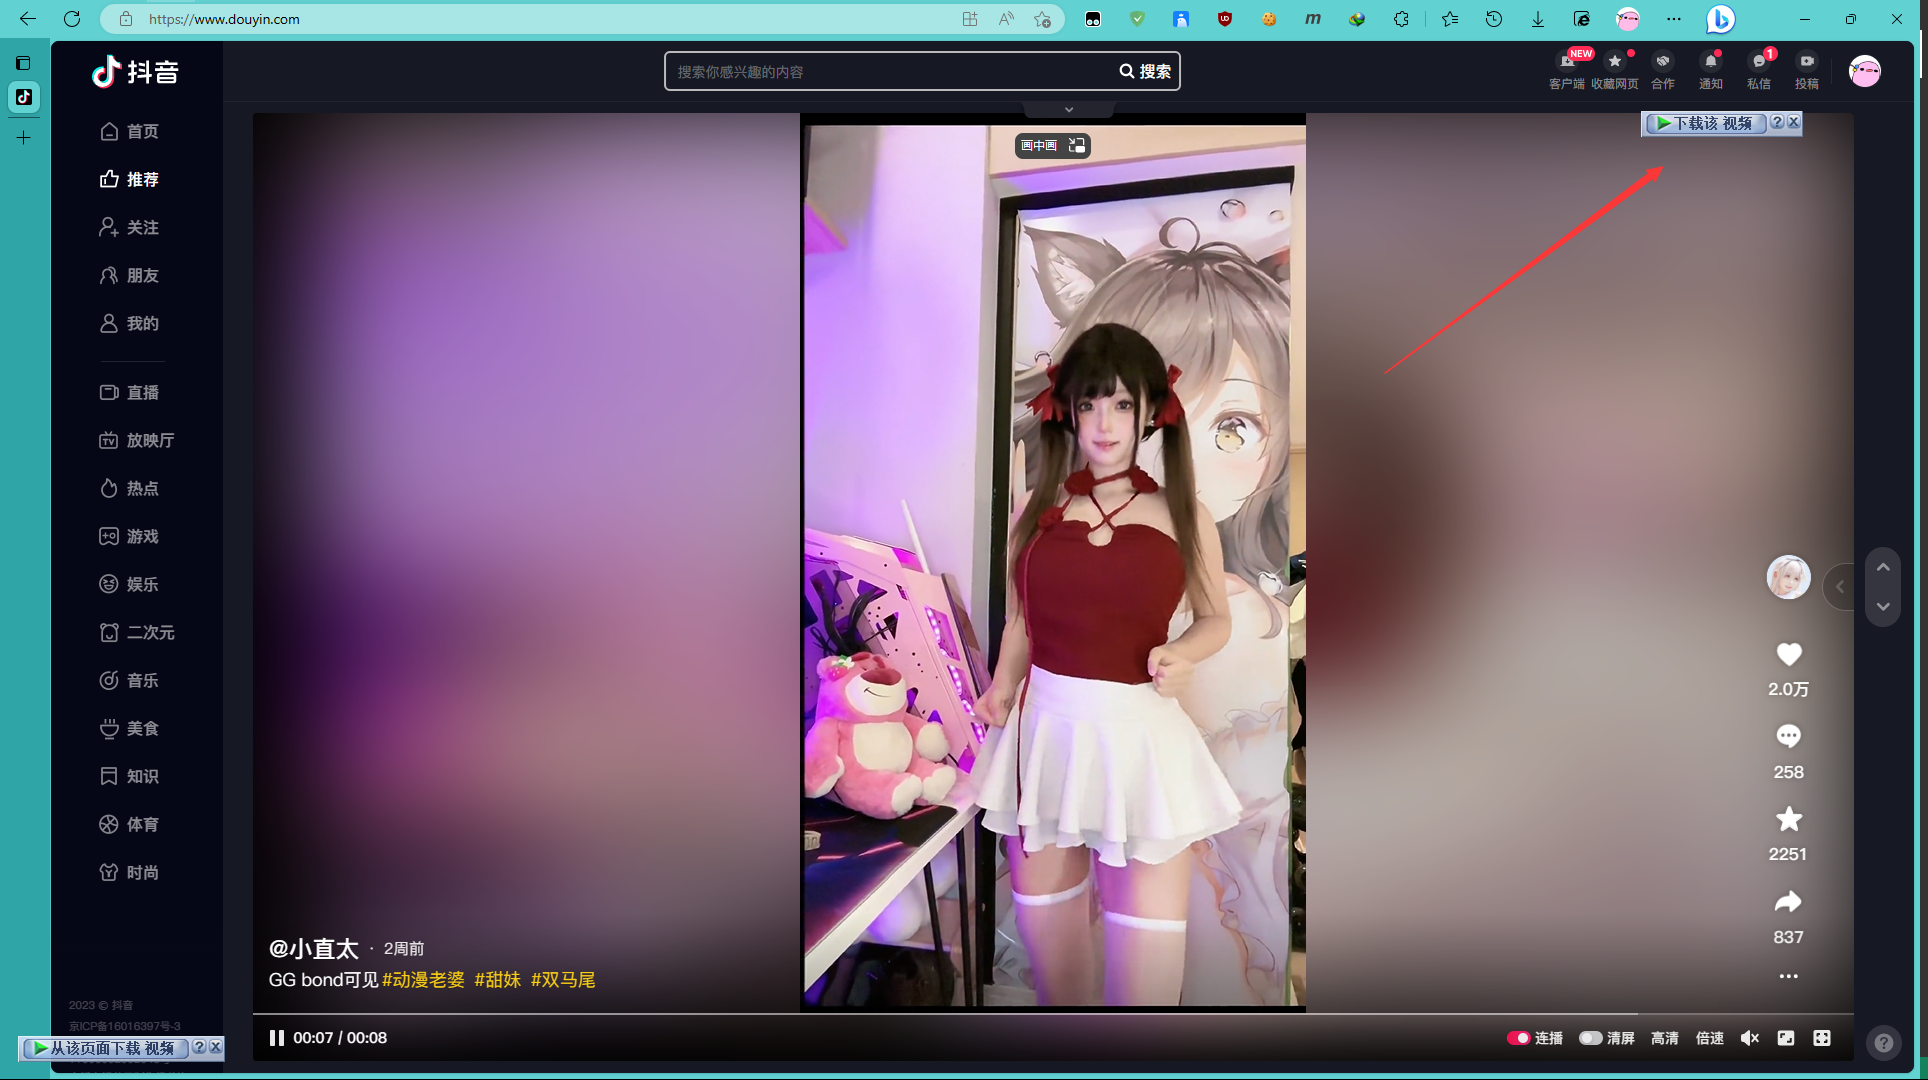 https://www.douyin.com
抖音
搜索你感兴趣的内容
搜索
NEW
1
客户端 收藏网页 合作 通知 私信 投稿
下载该 视频
画中画
首页
推荐
关注
朋友
我的
直播
放映厅
热点
游戏
娱乐
二次元
音乐
美食
知识
体育
时尚
2.0万
258
2251
837
@小直太 · 2周前
GG bond可见#动漫老婆 #甜妹 #双马尾
2023 © 抖音
京ICP备16016397号-3
从该页面下载 视频
00:07 / 00:08
连播 清屏 高清 倍速